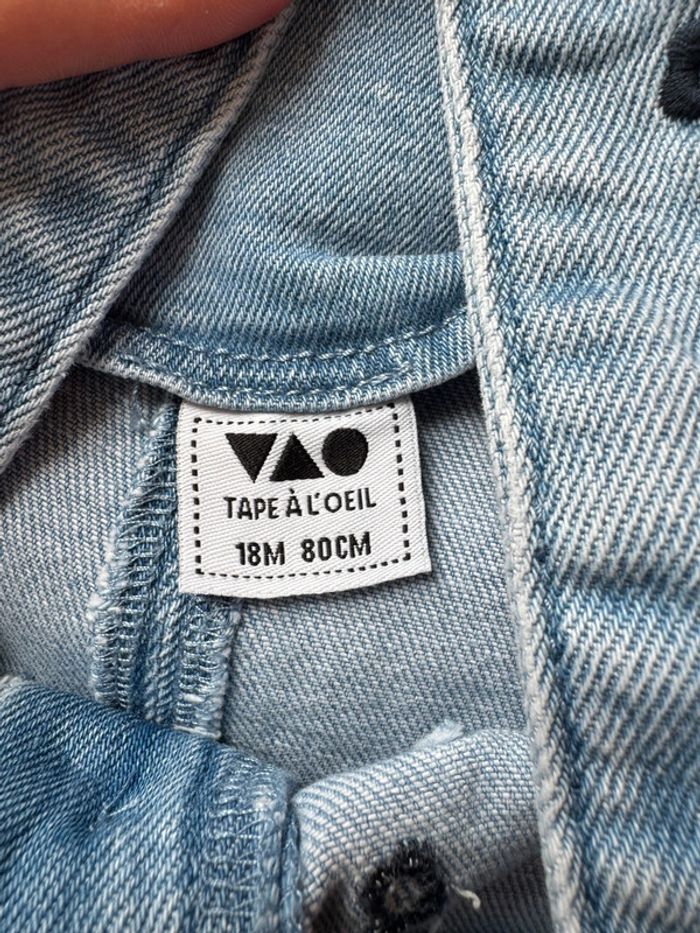 TAPE À L'OEIL
18M 80CM